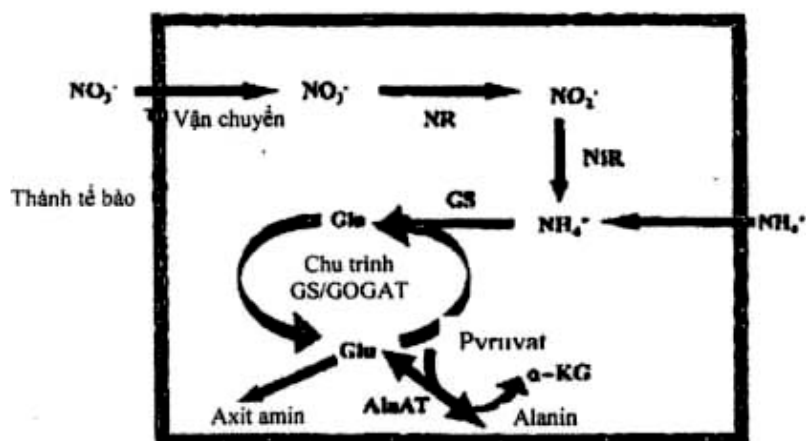 NO₃⁻ NO₃⁻ NO₂⁻
Vận chuyển NR
NiR
Thành tế bào
GS
Gln NH₄⁺ NH₄⁺
Chu trình
GS/GOGAT
Glu Pyruvat
α-KG
AlaAT
Axit amin Alanin